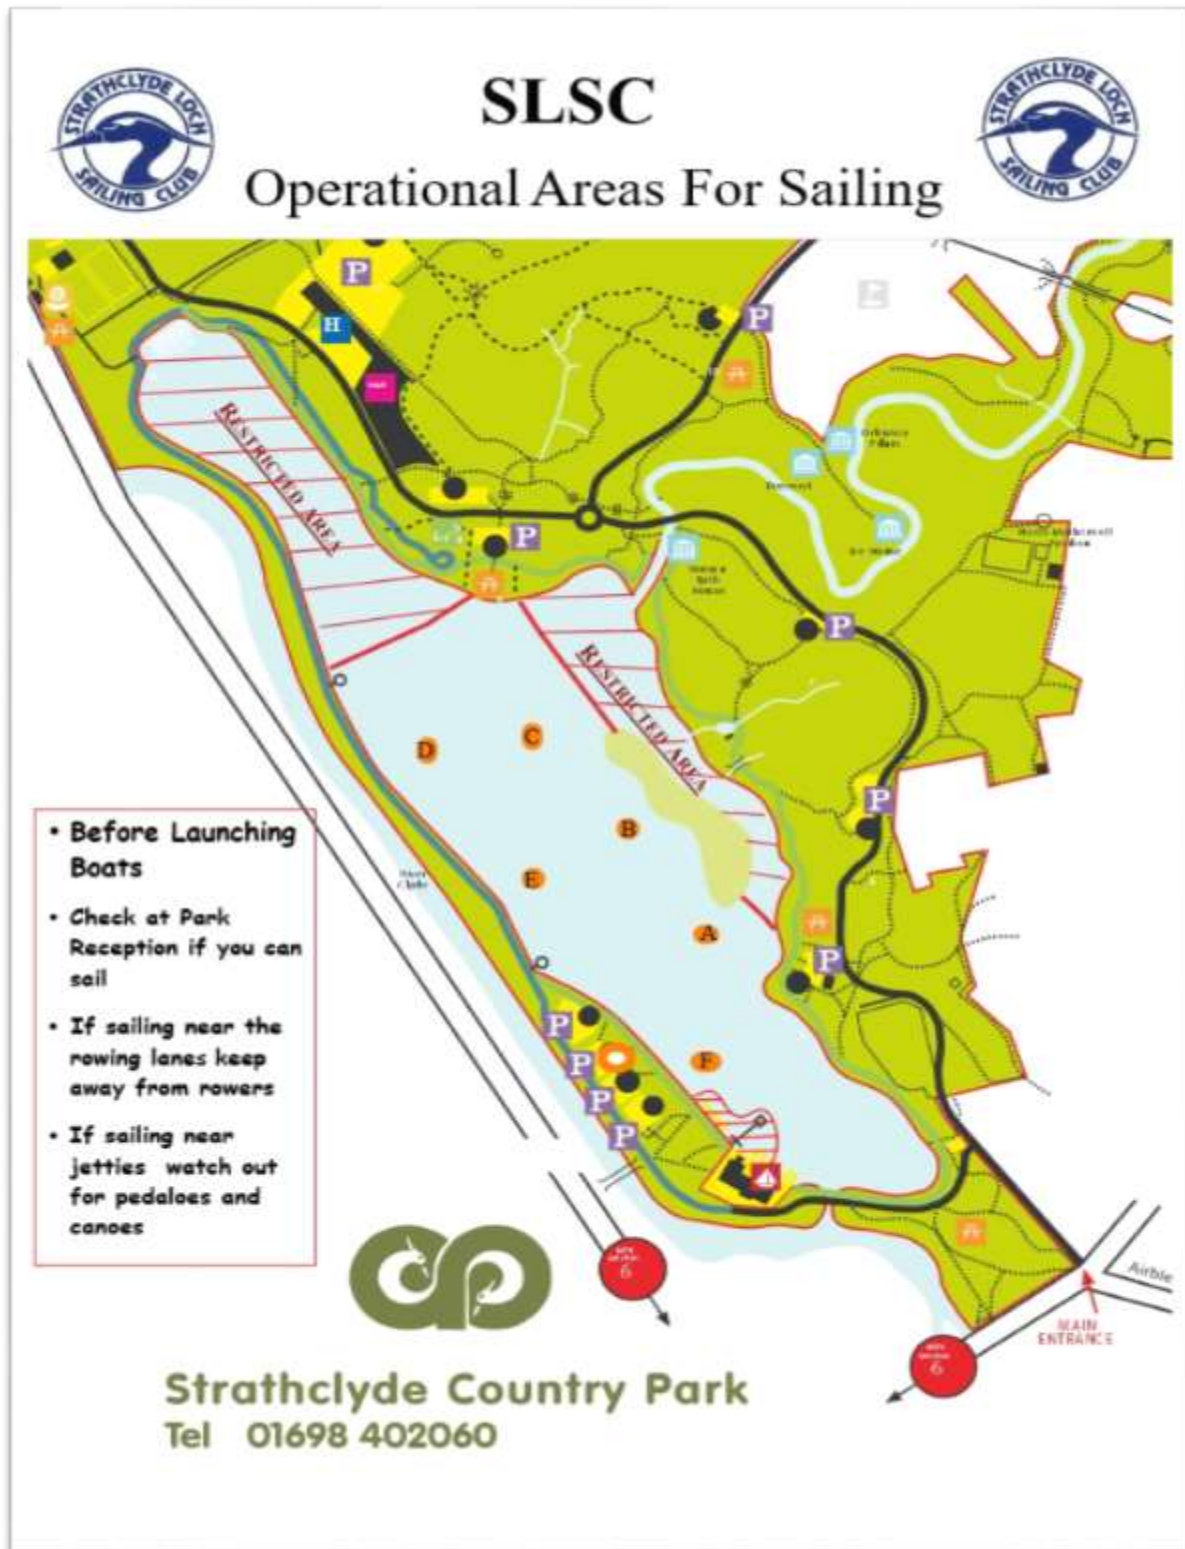 SLSC
Operational Areas For Sailing
STRATHCLYDE LOCH
SAILING CLUB
STRATHCLYDE LOCH
SAILING CLUB
P
H
P
P
RESTRICTED AREA
P
P
RESTRICTED AREA
D
C
P
B
E
A
P
P
P
F
P
P
• Before Launching
Boats
• Check at Park
Reception if you can
sail
• If sailing near the
rowing lanes keep
away from rowers
• If sailing near
jetties watch out
for pedaloes and
canoes
River
Clyde
6
6
Airble
MAIN
ENTRANCE
Strathclyde Country Park
Tel 01698 402060